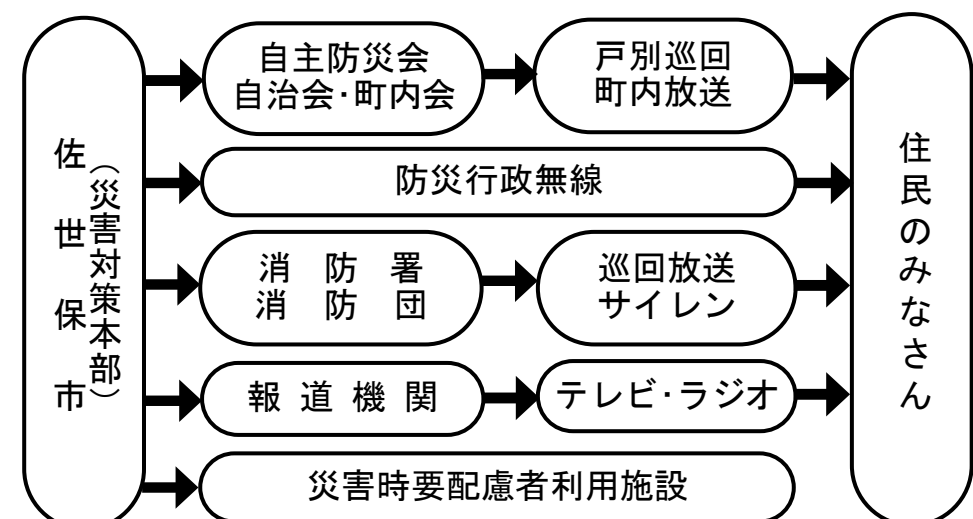 佐世保市
（災害対策本部）
自主防災会
自治会･町内会
戸別巡回
町内放送
防災行政無線
消防署
消防団
巡回放送
サイレン
報道機関
テレビ･ラジオ
災害時要配慮者利用施設
住民のみなさん